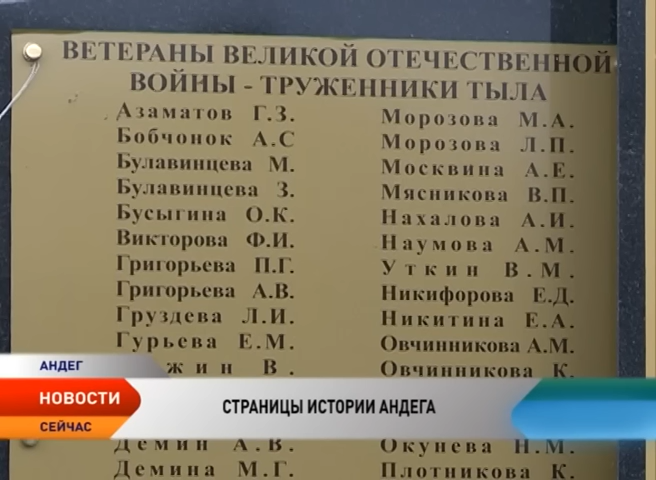 ВЕТЕРАНЫ ВЕЛИКОЙ ОТЕЧЕСТВЕННОЙ
ВОЙНЫ - ТРУЖЕННИКИ ТЫЛА
Азаматов Г.З.
Бобчонок А.С
Булавинцева М.
Булавинцева З.
Бусыгина О.К.
Викторова Ф.И.
Григорьева П.Г.
Григорьева А.В.
Груздева Л.И.
Гурьева Е.М.
В.
Демин А.В.
Демина М.Г.
Морозова М.А.
Морозова Л.П.
Москвина А.Е.
Мясникова В.П.
Нахалова А.И.
Наумова А.М.
Уткин В.М.
Никифорова Е.Д.
Никитина Е.А.
Овчинникова А.М.
Овчинникова К.
Окунева Н.М.
Плотникова К.
АНДЕГ
НОВОСТИ
СЕЙЧАС
СТРАНИЦЫ ИСТОРИИ АНДЕГА